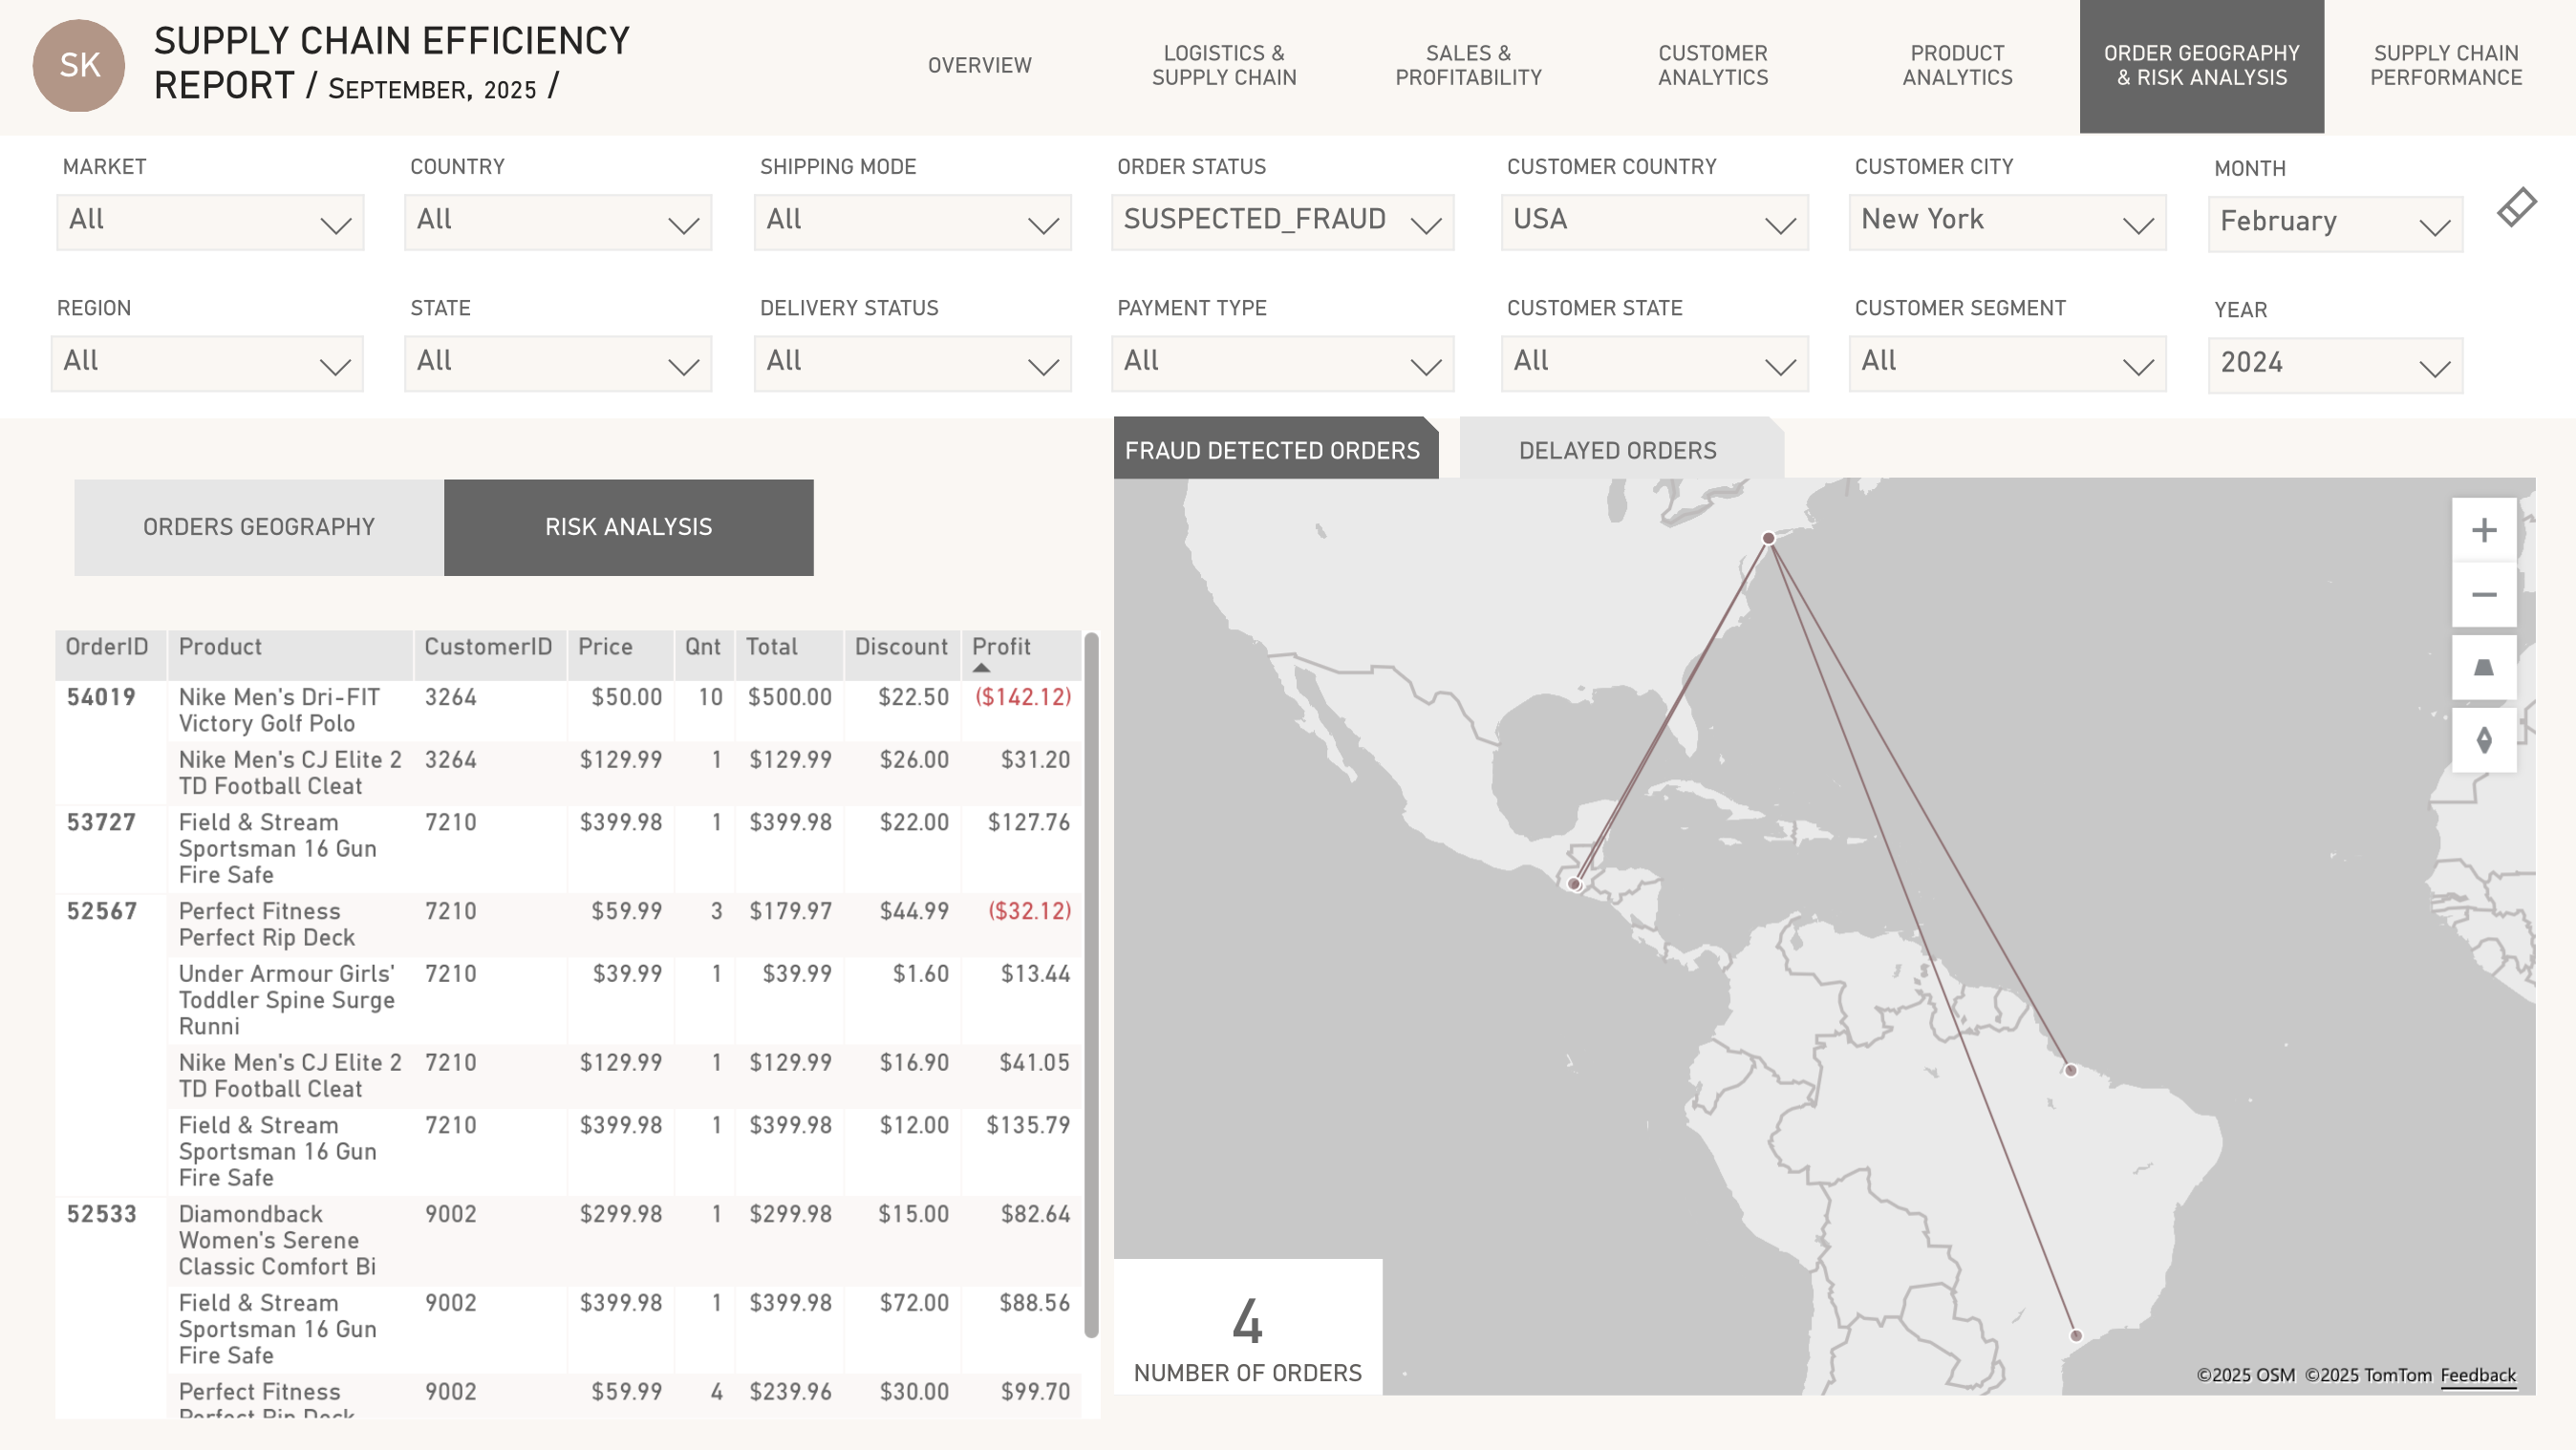 SK
SUPPLY CHAIN EFFICIENCY
REPORT / SEPTEMBER, 2025 /
OVERVIEW
LOGISTICS &
SUPPLY CHAIN
SALES &
PROFITABILITY
CUSTOMER
ANALYTICS
PRODUCT
ANALYTICS
ORDER GEOGRAPHY
& RISK ANALYSIS
SUPPLY CHAIN
PERFORMANCE
MARKET
All
COUNTRY
All
SHIPPING MODE
All
ORDER STATUS
SUSPECTED_FRAUD
CUSTOMER COUNTRY
USA
CUSTOMER CITY
New York
MONTH
February
REGION
All
STATE
All
DELIVERY STATUS
All
PAYMENT TYPE
All
CUSTOMER STATE
All
CUSTOMER SEGMENT
All
YEAR
2024
ORDERS GEOGRAPHY
RISK ANALYSIS
OrderID Product CustomerID Price Qnt Total Discount Profit
54019 Nike Men's Dri-FIT 3264 $50.00 10 $500.00 $22.50 ($142.12)
Victory Golf Polo
Nike Men's CJ Elite 2 3264 $129.99 1 $129.99 $26.00 $31.20
TD Football Cleat
53727 Field & Stream 7210 $399.98 1 $399.98 $22.00 $127.76
Sportsman 16 Gun
Fire Safe
52567 Perfect Fitness 7210 $59.99 3 $179.97 $44.99 ($32.12)
Perfect Rip Deck
Under Armour Girls' 7210 $39.99 1 $39.99 $1.60 $13.44
Toddler Spine Surge
Runni
Nike Men's CJ Elite 2 7210 $129.99 1 $129.99 $16.90 $41.05
TD Football Cleat
Field & Stream 7210 $399.98 1 $399.98 $12.00 $135.79
Sportsman 16 Gun
Fire Safe
52533 Diamondback 9002 $299.98 1 $299.98 $15.00 $82.64
Women's Serene
Classic Comfort Bi
Field & Stream 9002 $399.98 1 $399.98 $72.00 $88.56
Sportsman 16 Gun
Fire Safe
Perfect Fitness 9002 $59.99 4 $239.96 $30.00 $99.70
Perfect Rip Deck
FRAUD DETECTED ORDERS
DELAYED ORDERS
4
NUMBER OF ORDERS
©2025 OSM ©2025 TomTom Feedback